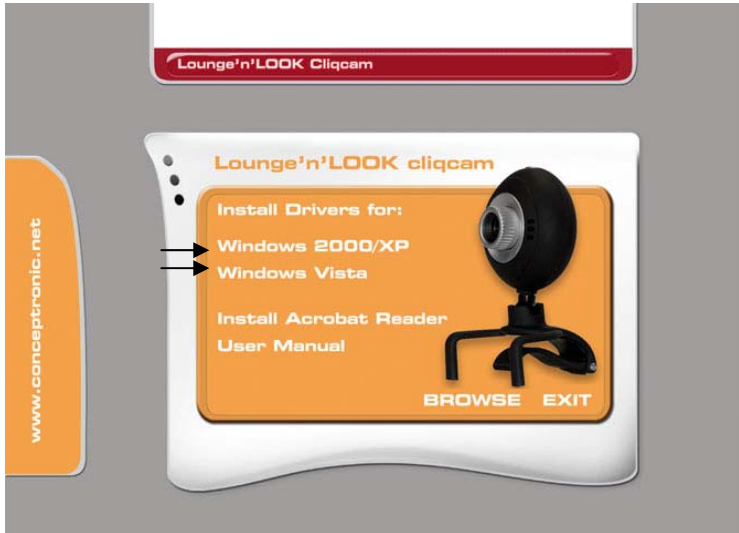 Lounge'n'LOOK Cliqcam
Lounge'n'LOOK cliqcam
Install Drivers for:
Windows 2000/XP
Windows Vista
Install Acrobat Reader
User Manual
BROWSE EXIT
www.conceptronic.net